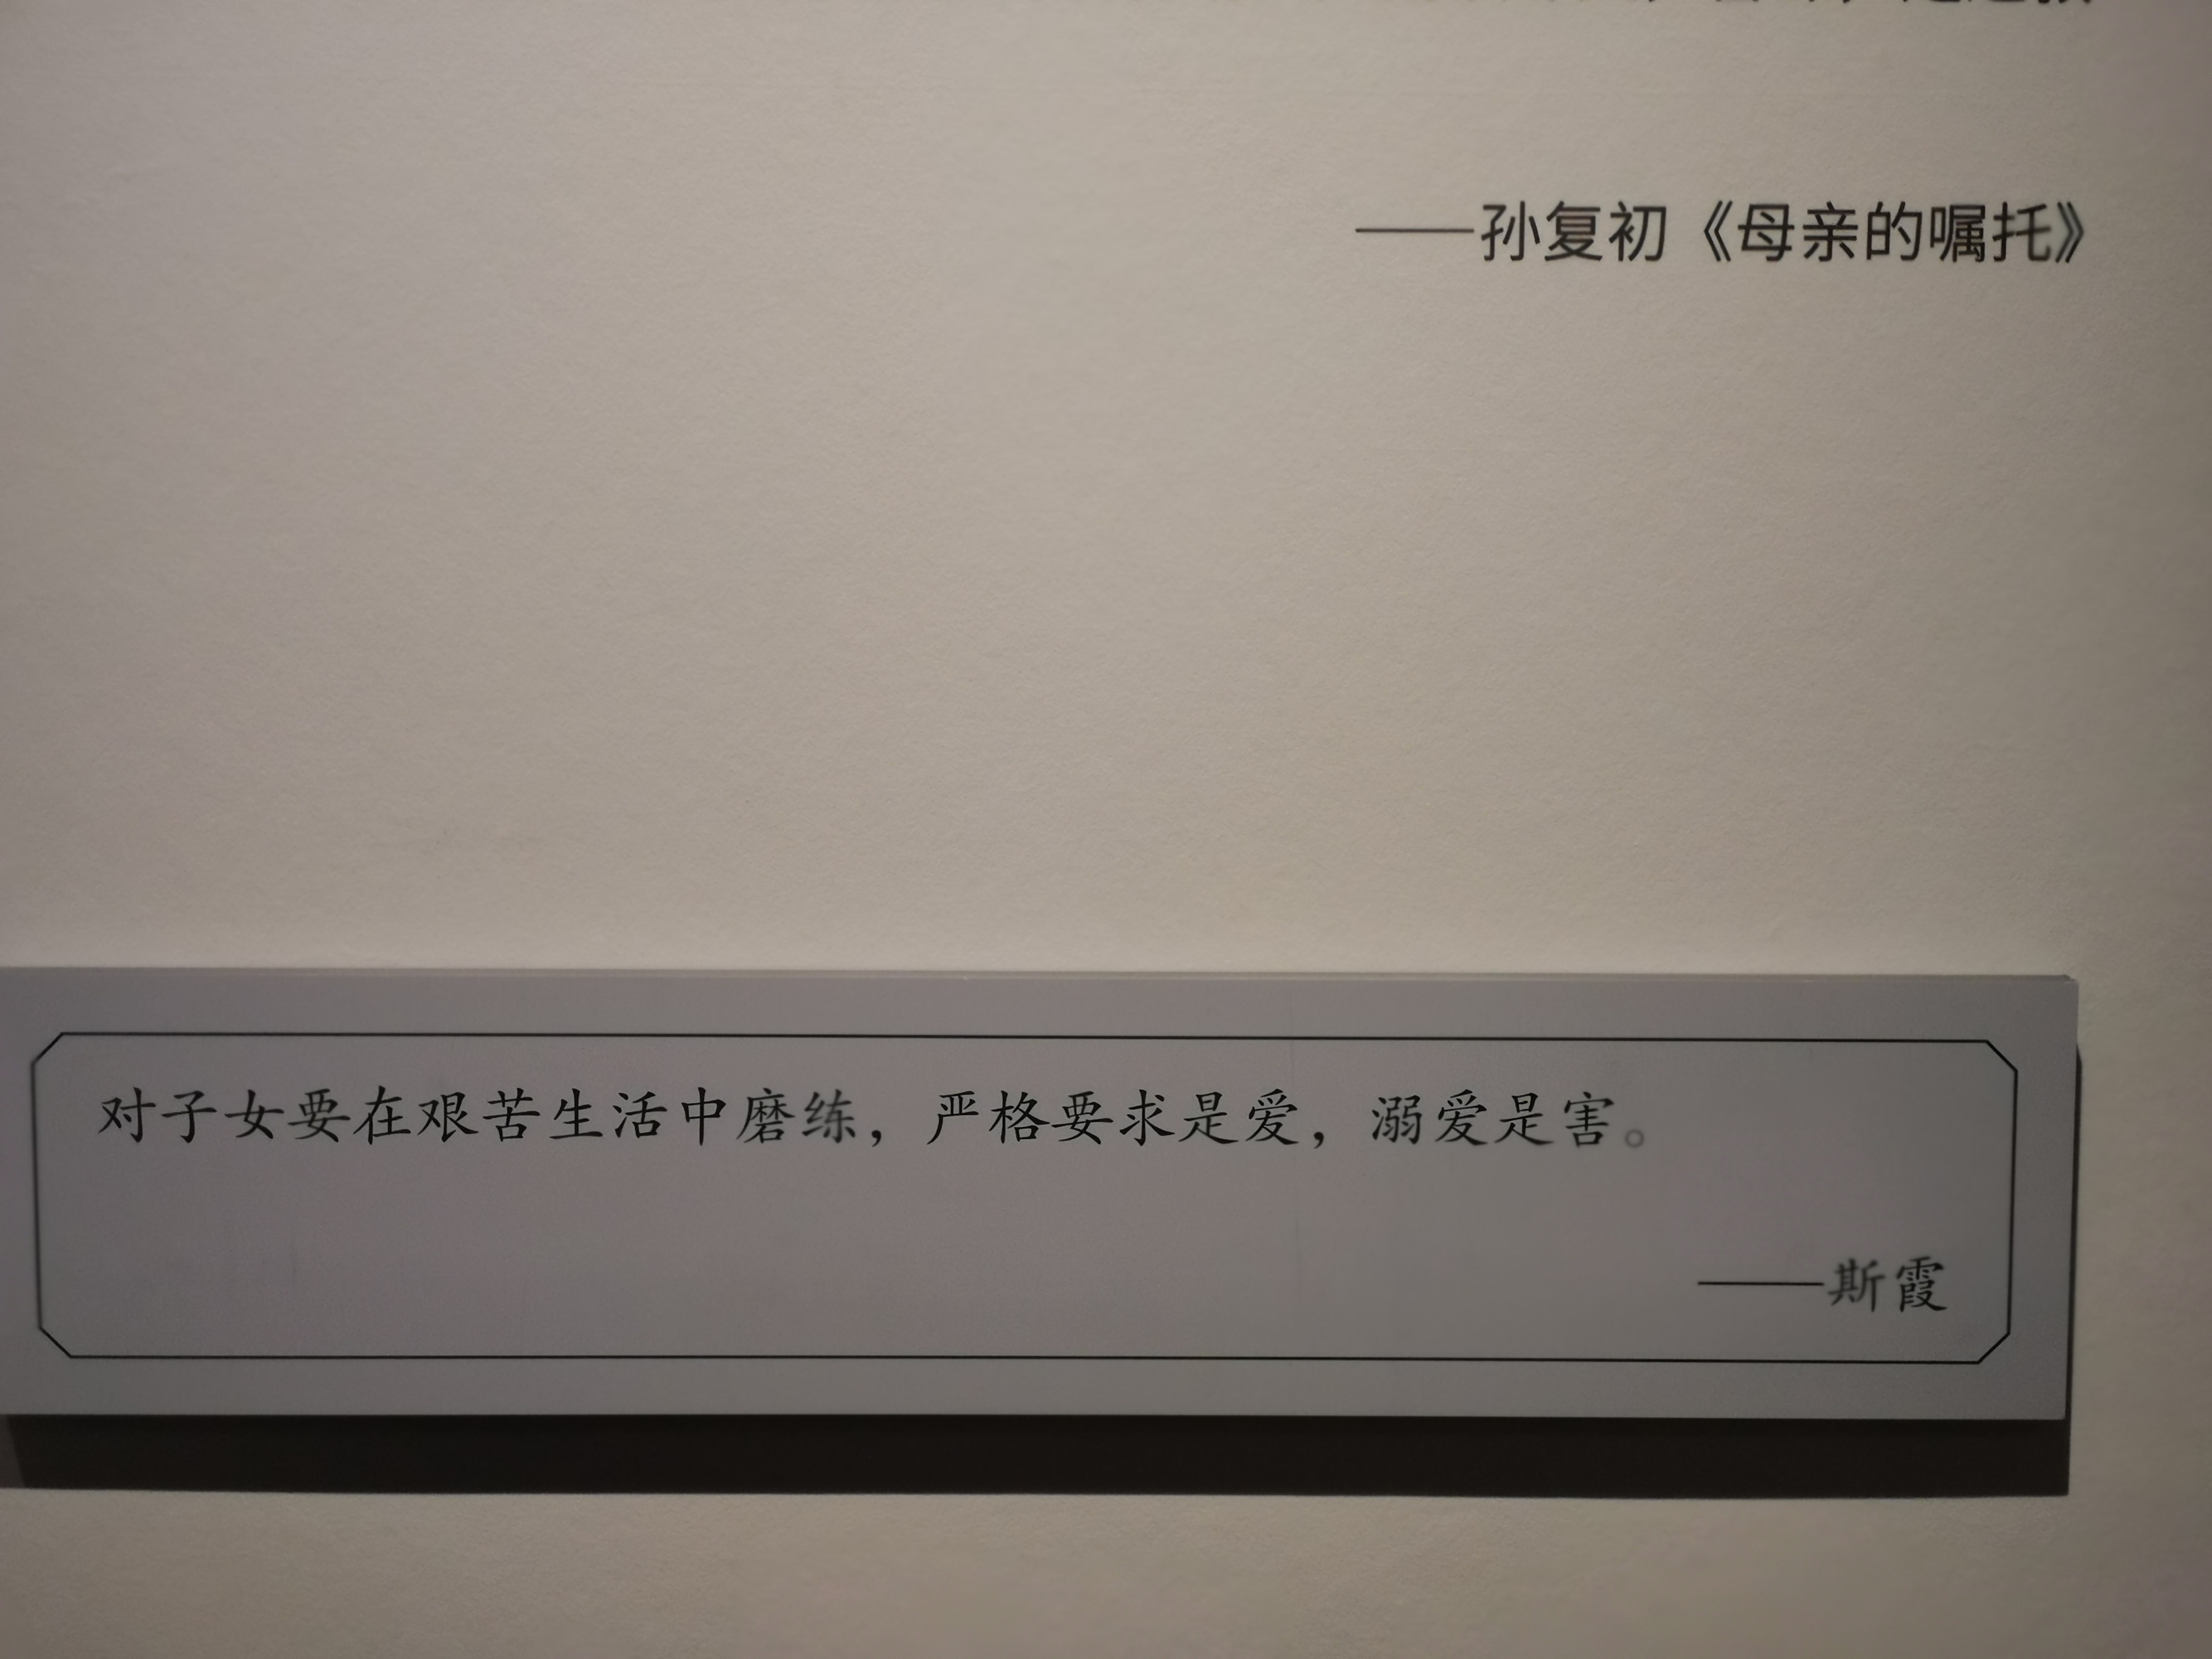 ——孙复初《母亲的嘱托》
对子女要在艰苦生活中磨练，严格要求是爱，溺爱是害。
——斯霞